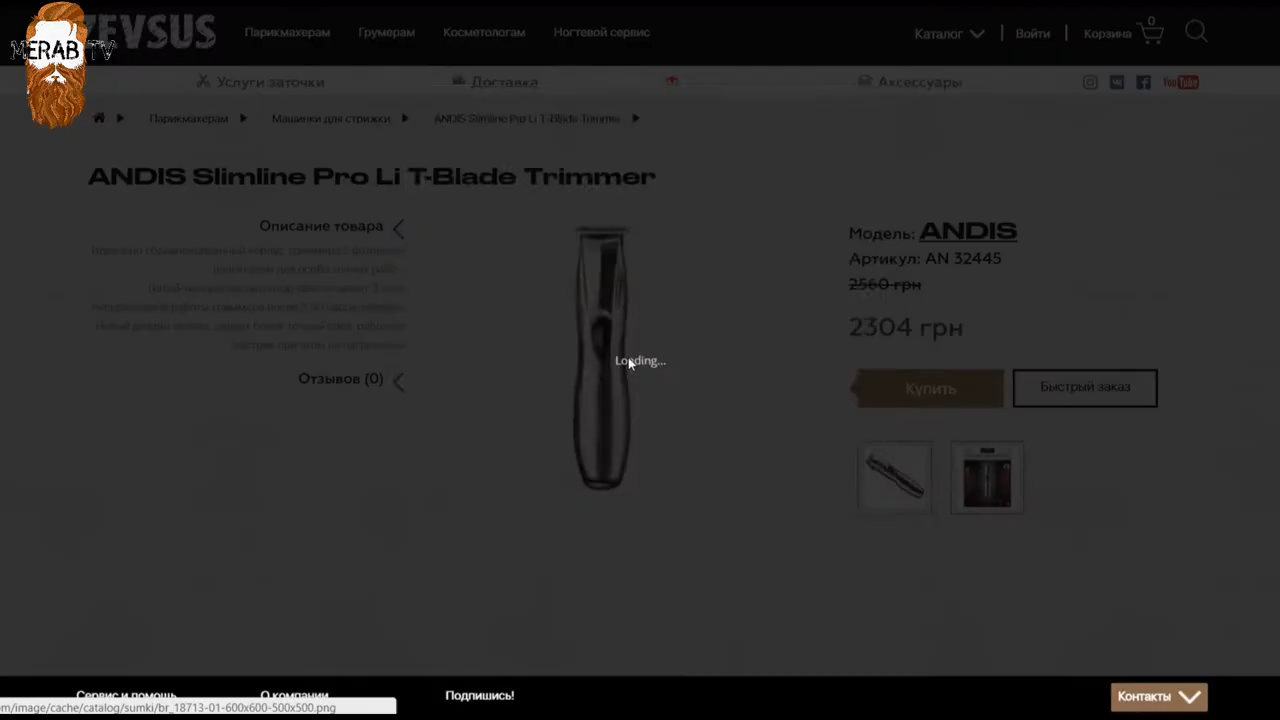 MERAB TV
ZEVSUS
Парикмахерам
Грумерам
Косметологам
Ногтевой сервис
Каталог
Войти
Корзина
0
Услуги заточки
Доставка
Аксессуары
YouTube
Парикмахерам
Машинки для стрижки
ANDIS Slimline Pro Li T-Blade Trimmer
ANDIS Slimline Pro Li T-Blade Trimmer
Описание товара
Отзывов (0)
Loading...
Модель: ANDIS
Артикул: AN 32445
2560 грн
2304 грн
Купить
Быстрый заказ
Сервис и помощь
О компании
Подпишись!
Контакты
om/image/cache/catalog/sumki/br_18713-01-600x600-500x500.png